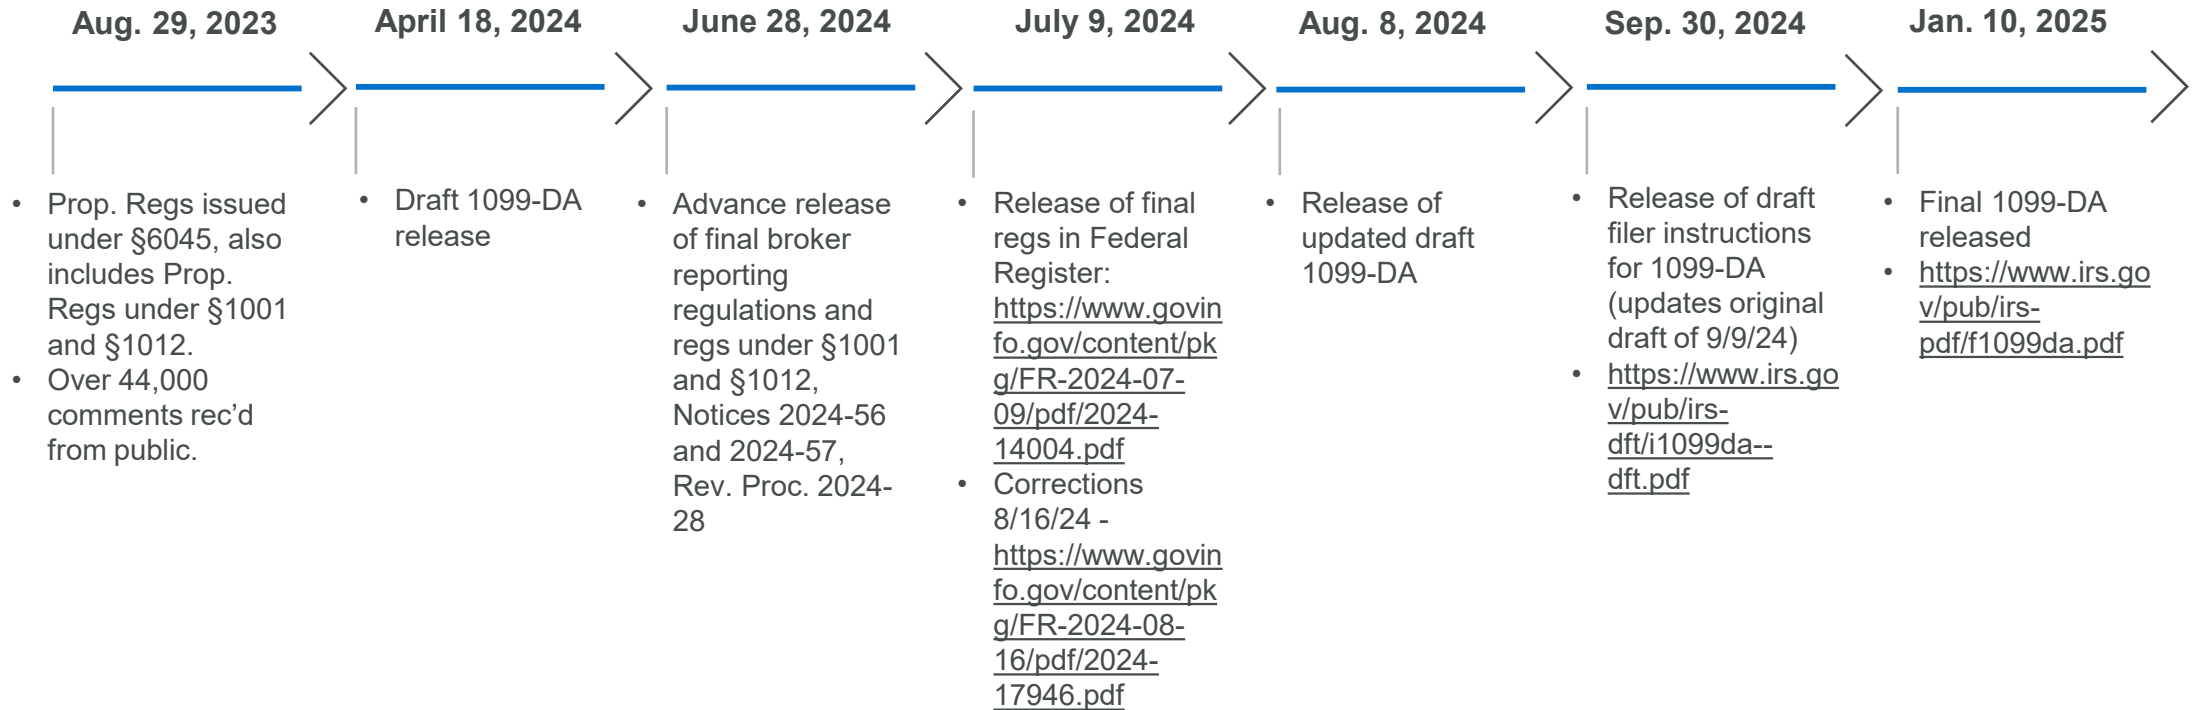 Aug. 29, 2023
• Prop. Regs issued
under §6045, also
includes Prop.
Regs under §1001
and §1012.
• Over 44,000
comments rec’d
from public.
April 18, 2024
• Draft 1099-DA
release
June 28, 2024
• Advance release
of final broker
reporting
regulations and
regs under §1001
and §1012,
Notices 2024-56
and 2024-57,
Rev. Proc. 2024-
28
July 9, 2024
• Release of final
regs in Federal
Register:
https://www.govin
fo.gov/content/pk
g/FR-2024-07-
09/pdf/2024-
14004.pdf
• Corrections
8/16/24 -
https://www.govin
fo.gov/content/pk
g/FR-2024-08-
16/pdf/2024-
17946.pdf
Aug. 8, 2024
• Release of
updated draft
1099-DA
Sep. 30, 2024
• Release of draft
filer instructions
for 1099-DA
(updates original
draft of 9/9/24)
• https://www.irs.go
v/pub/irs-
dft/i1099da--
dft.pdf
Jan. 10, 2025
• Final 1099-DA
released
• https://www.irs.go
v/pub/irs-
pdf/f1099da.pdf